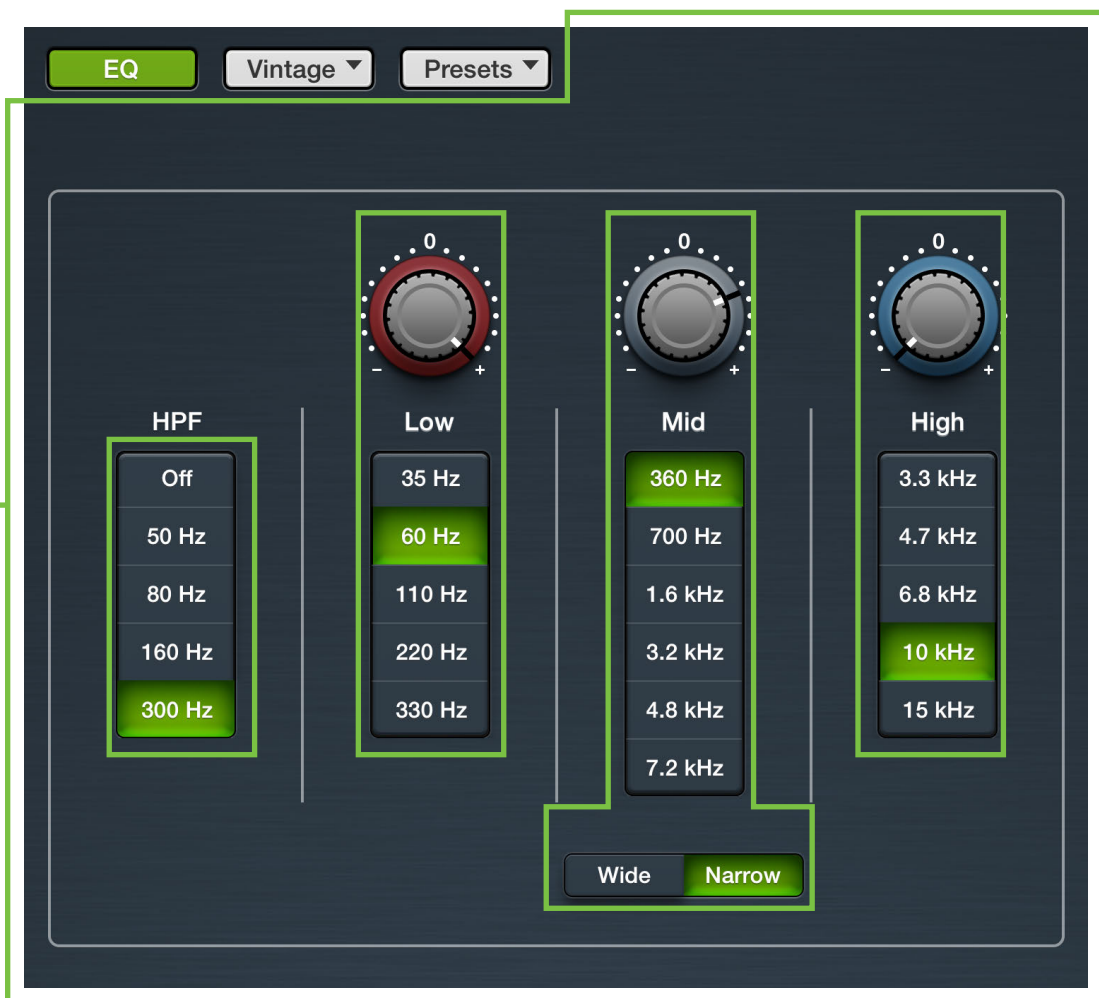 EQ Vintage Presets
0 0 0
− + − + − +
HPF Low Mid High
Off 35 Hz 360 Hz 3.3 kHz
50 Hz 60 Hz 700 Hz 4.7 kHz
80 Hz 110 Hz 1.6 kHz 6.8 kHz
160 Hz 220 Hz 3.2 kHz 10 kHz
300 Hz 330 Hz 4.8 kHz 15 kHz
7.2 kHz
Wide Narrow